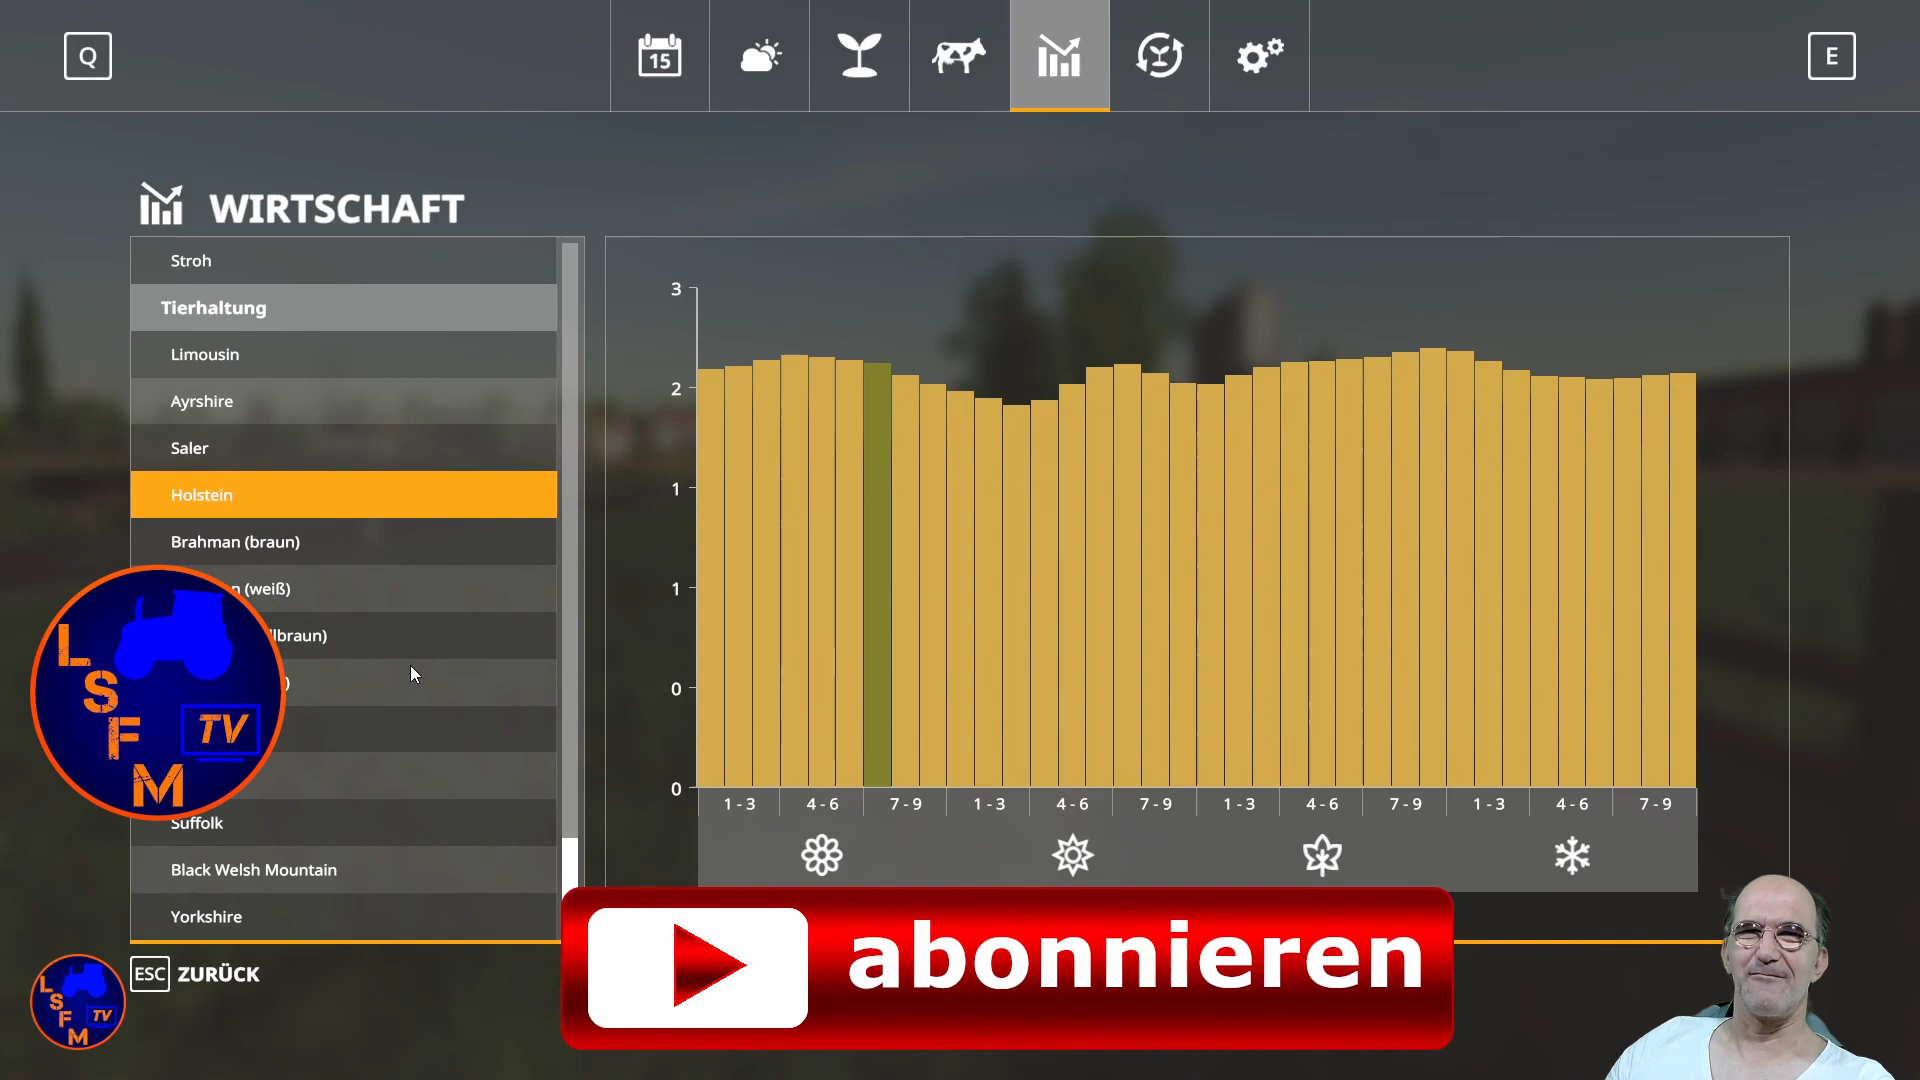 Q
15
E
WIRTSCHAFT
Stroh
Tierhaltung
Limousin
Ayrshire
Saler
Holstein
Brahman (braun)
(weiß)
Suffolk
Black Welsh Mountain
Yorkshire
3
2
1
1
0
0
1 - 3 4 - 6 7 - 9 1 - 3 4 - 6 7 - 9 1 - 3 4 - 6 7 - 9 1 - 3 4 - 6 7 - 9
L
S
F
M
TV
ESC ZURÜCK
L
S
F
M
TV
abonnieren